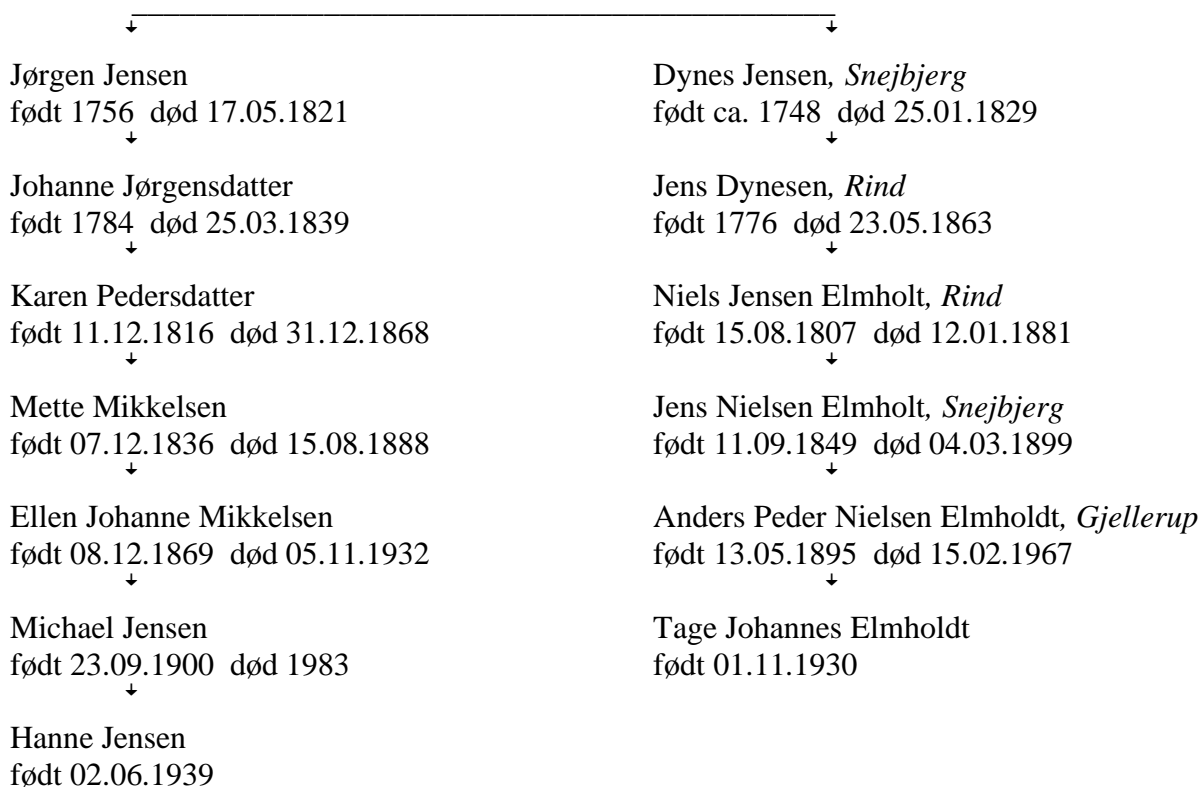 Jørgen Jensen
født 1756  død 17.05.1821
Johanne Jørgensdatter
født 1784  død 25.03.1839
Karen Pedersdatter
født 11.12.1816  død 31.12.1868
Mette Mikkelsen
født 07.12.1836  død 15.08.1888
Ellen Johanne Mikkelsen
født 08.12.1869  død 05.11.1932
Michael Jensen
født 23.09.1900  død 1983
Hanne Jensen
født 02.06.1939
Dynes Jensen, Snejbjerg
født ca. 1748  død 25.01.1829
Jens Dynesen, Rind
født 1776  død 23.05.1863
Niels Jensen Elmholt, Rind
født 15.08.1807  død 12.01.1881
Jens Nielsen Elmholt, Snejbjerg
født 11.09.1849  død 04.03.1899
Anders Peder Nielsen Elmholdt, Gjellerup
født 13.05.1895  død 15.02.1967
Tage Johannes Elmholdt
født 01.11.1930